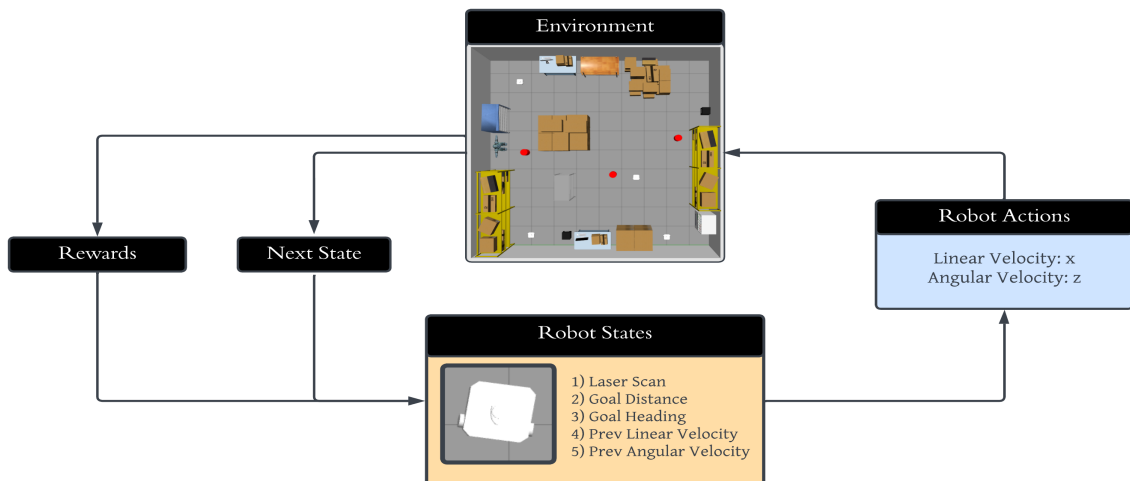 Environment
Rewards
Next State
Robot Actions
Linear Velocity: x
Angular Velocity: z
Robot States
1) Laser Scan
2) Goal Distance
3) Goal Heading
4) Prev Linear Velocity
5) Prev Angular Velocity